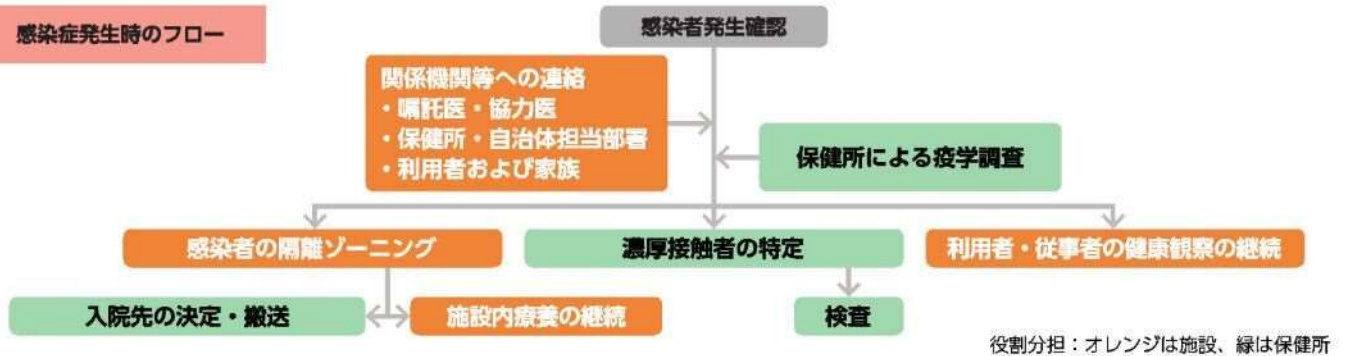 感染症発生時のフロー
感染者発生確認
関係機関等への連絡
・嘱託医・協力医
・保健所・自治体担当部署
・利用者および家族
保健所による疫学調査
感染者の隔離ゾーニング
濃厚接触者の特定
利用者・従事者の健康観察の継続
入院先の決定・搬送
施設内療養の継続
検査
役割分担：オレンジは施設、緑は保健所